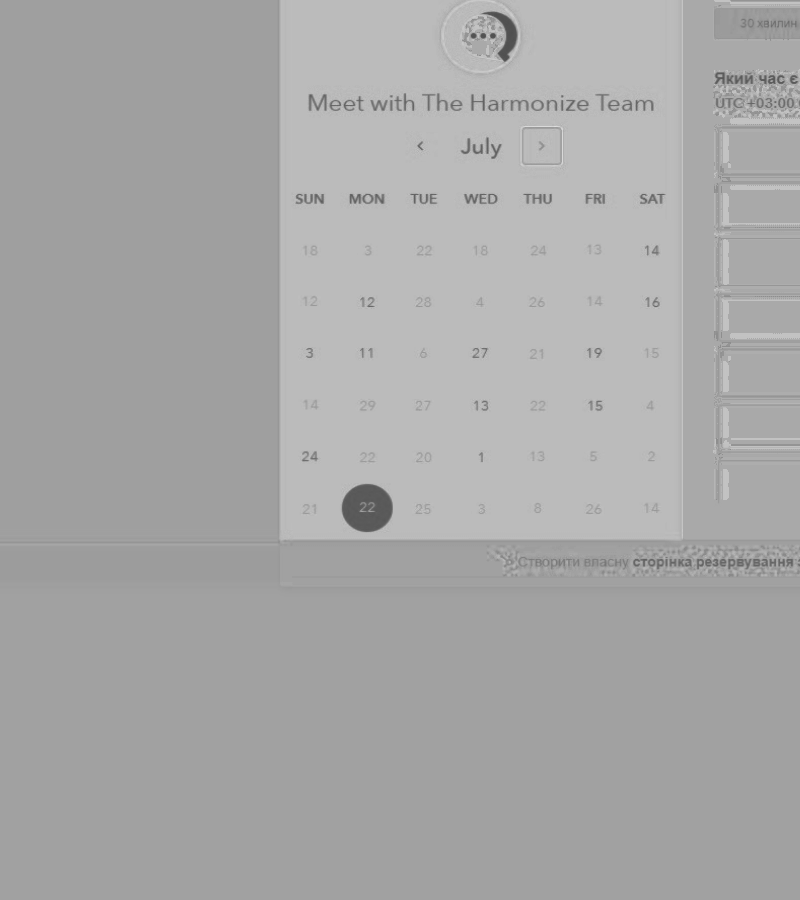 30 хвилин
Meet with The Harmonize Team
Який час є
UTC +03:00
July
SUN MON TUE WED THU FRI SAT
18 3 22 18 24 13 14
12 12 28 4 26 14 16
3 11 6 27 21 19 15
14 29 27 13 22 15 4
24 22 20 1 13 5 2
21 22 25 3 8 26 14
Створити власну сторінка резервування з